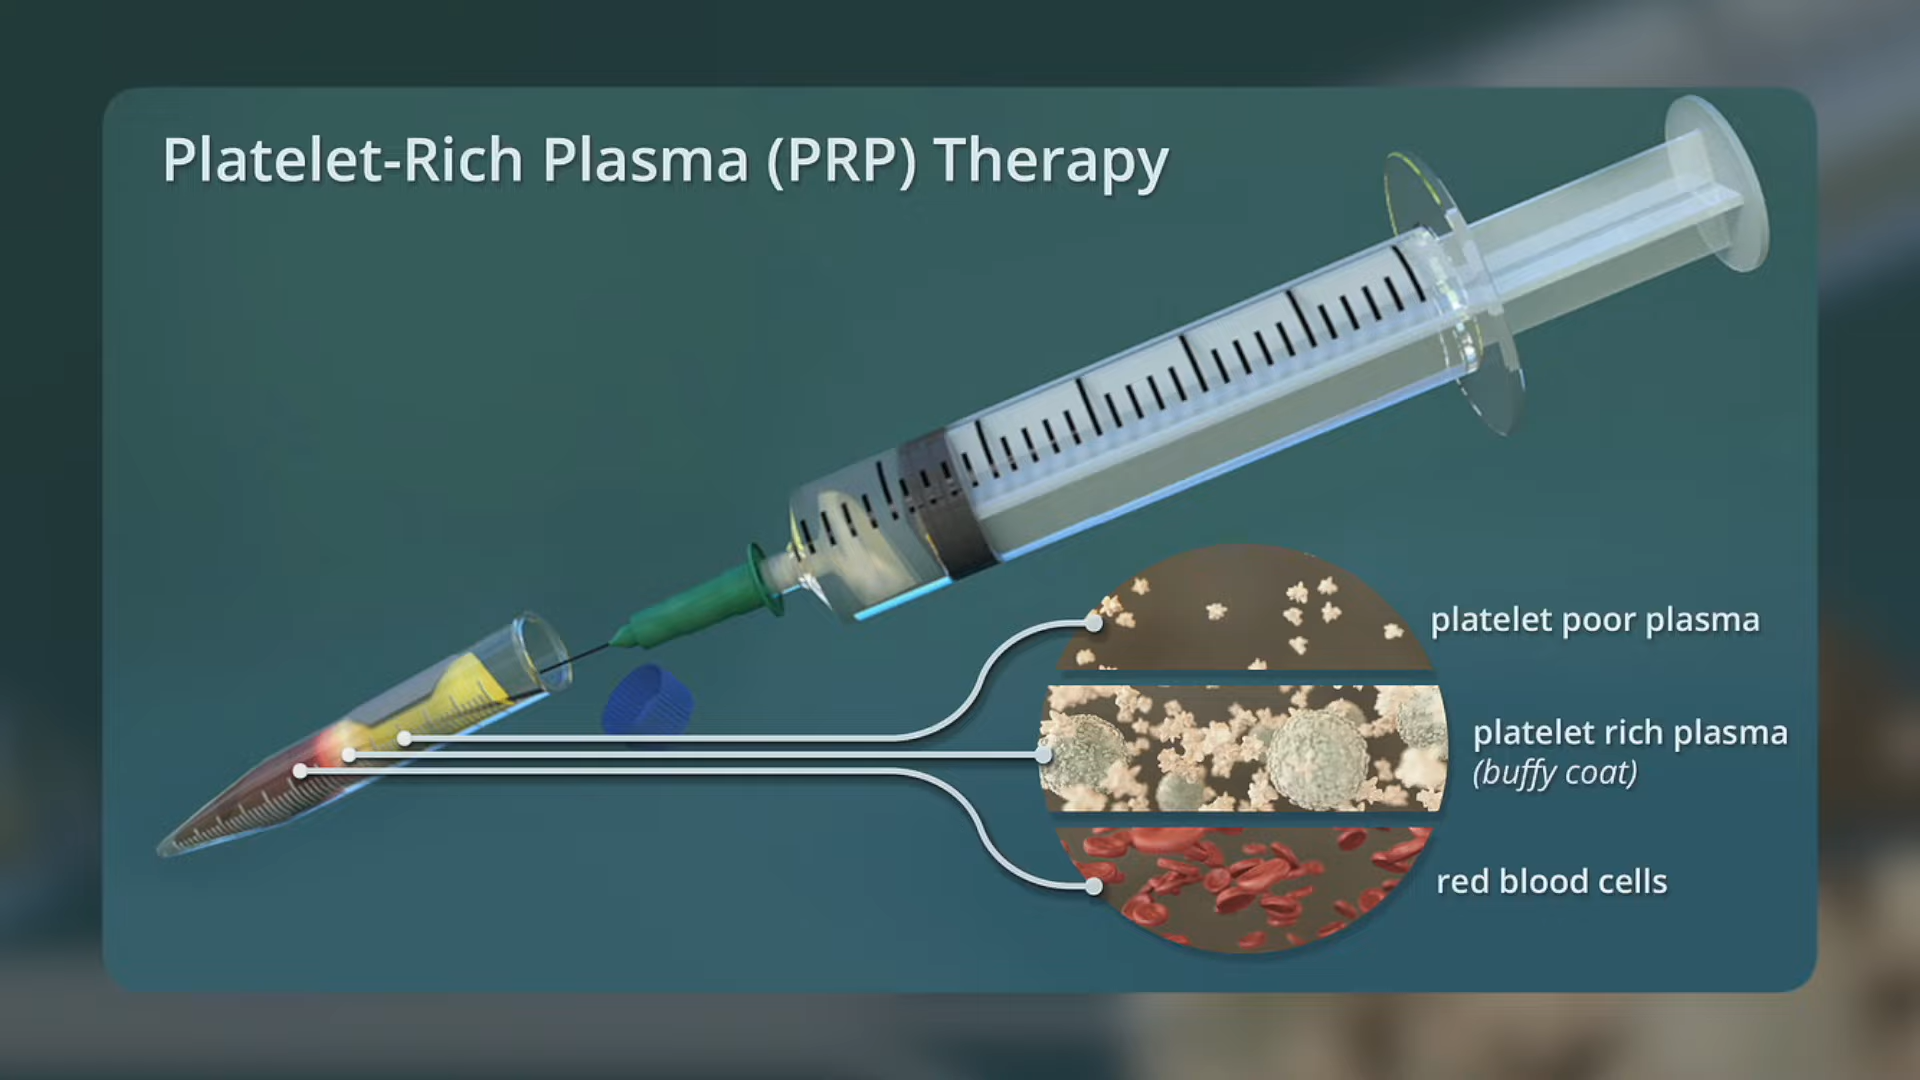 Platelet-Rich Plasma (PRP) Therapy
platelet poor plasma
platelet rich plasma
(buffy coat)
red blood cells